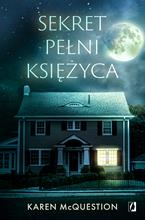 SEKRET
PEŁNI
KSIĘŻYCA
KAREN McQUESTION